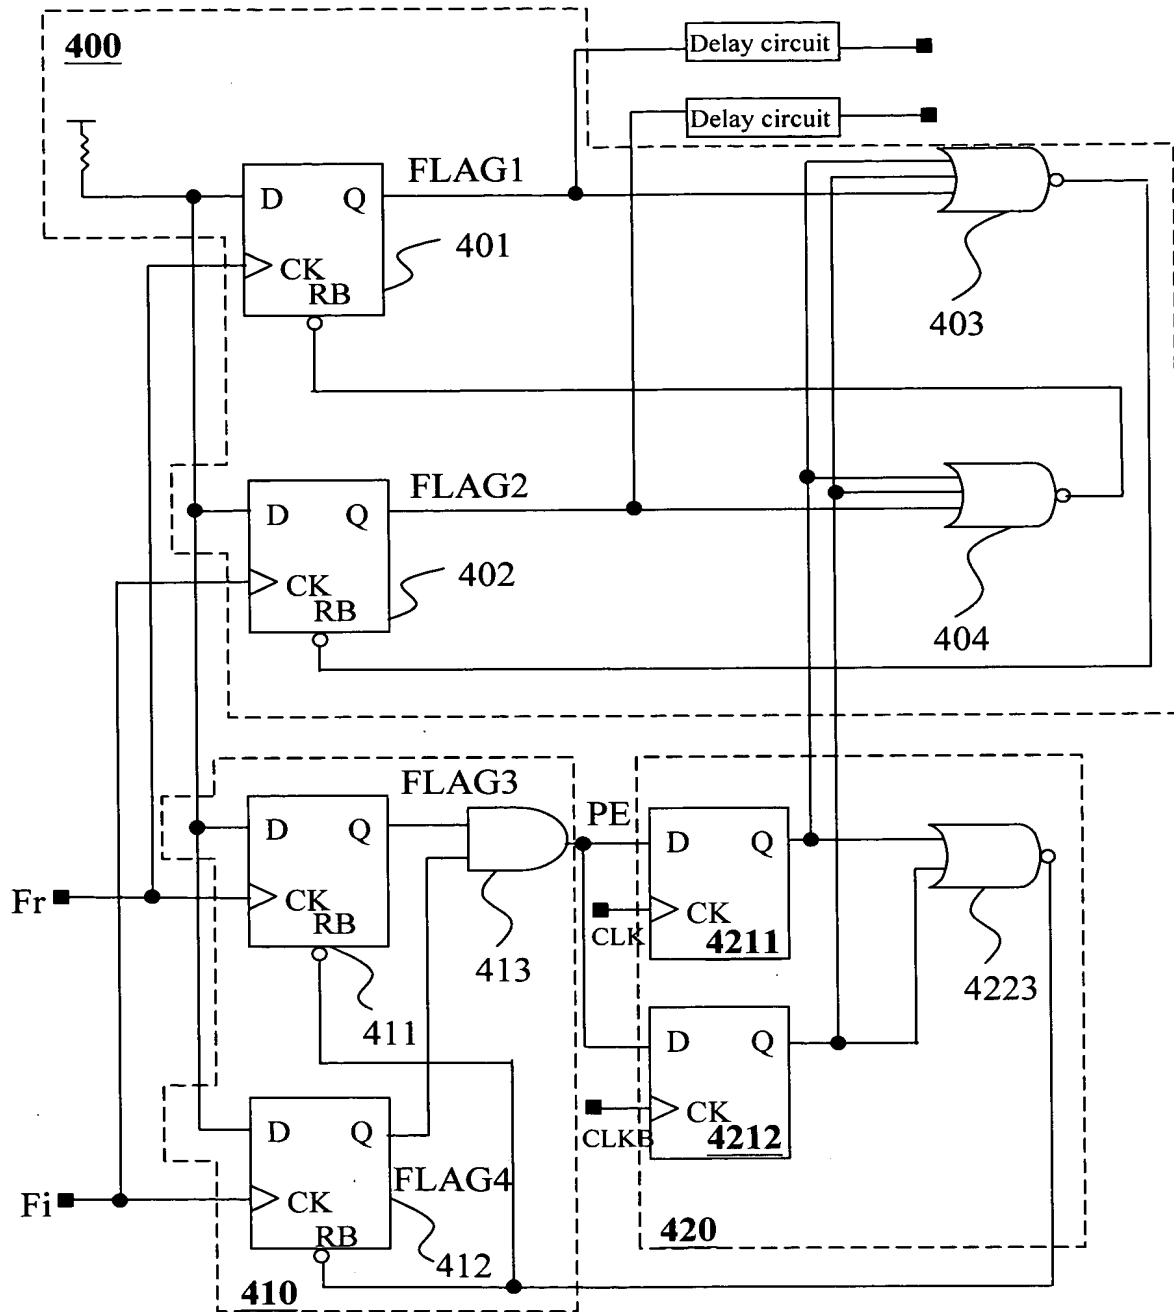 400
Delay circuit
Delay circuit
FLAG1
D
Q
CK
RB
401
403
FLAG2
D
Q
CK
RB
402
404
FLAG3
D
Q
PE
D
Q
Fr
CK
RB
CLK
CK
4211
413
4223
411
D
Q
D
Q
CLKB
CK
4212
FLAG4
Fi
CK
RB
412
420
410